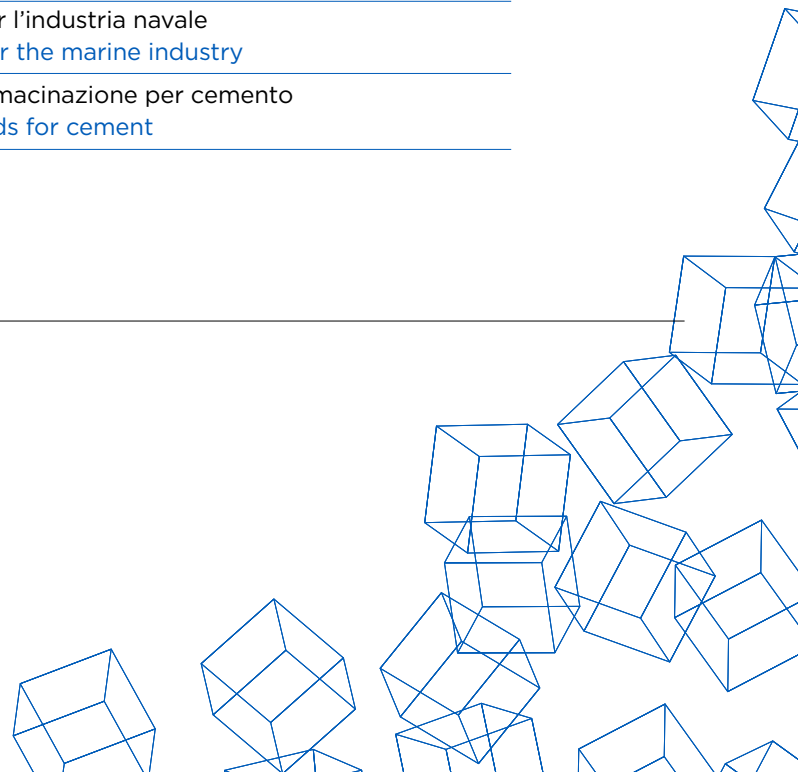 r l'industria navale
r the marine industry
macinazione per cemento
ds for cement